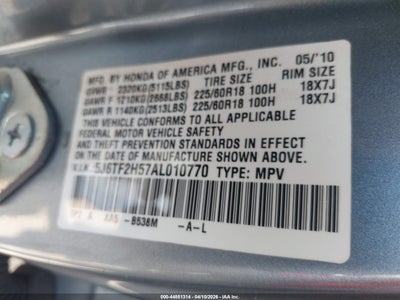 MFD. BY HONDA OF AMERICA MFG., INC. 05/'10
GVWR 2320KG(5115LBS) TIRE SIZE RIM SIZE
GAWR F 1210KG(2668LBS) 225/60R18 100H 18X7J
GAWR R 1140KG(2513LBS) 225/60R18 100H 18X7J
THIS VEHICLE CONFORMS TO ALL APPLICABLE
FEDERAL MOTOR VEHICLE SAFETY, BUMPER,
AND THEFT PREVENTION STANDARDS IN EFFECT
ON THE DATE OF MANUFACTURE SHOWN ABOVE.
V.I.N. 5J6TF2H57AL010770 TYPE: MPV
A AA5 -B538M -A-L
000-44851314 - 04/10/2026 -